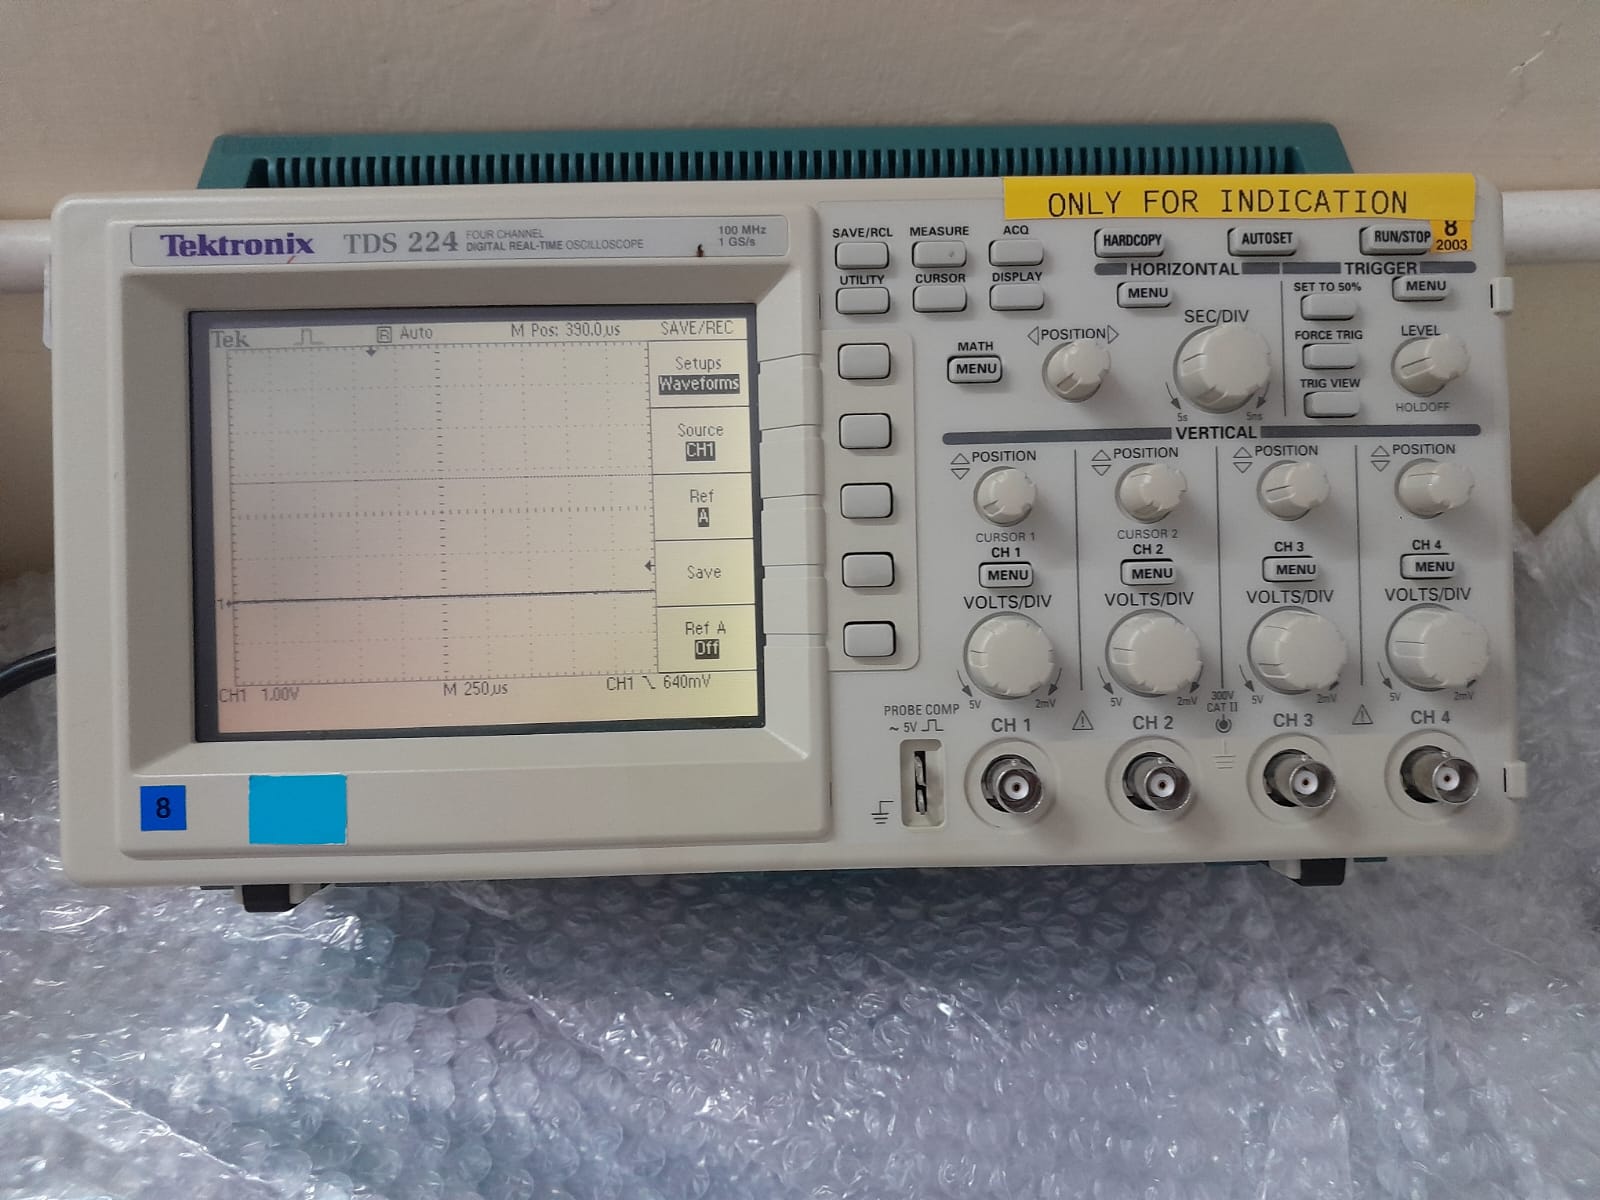 ONLY FOR INDICATION
8
2003
Tektronix TDS 224 FOUR CHANNEL
DIGITAL REAL-TIME OSCILLOSCOPE
100 MHz
1 GS/s
SAVE/RCL MEASURE ACQ
UTILITY CURSOR DISPLAY
HARDCOPY AUTOSET RUN/STOP
HORIZONTAL TRIGGER
MENU
SET TO 50% MENU
SEC/DIV
POSITION
FORCE TRIG LEVEL
MATH
MENU
TRIG VIEW
HOLDOFF
5s 5ns
Tek R Auto M Pos: 390.0µs SAVE/REC
Setups
Waveforms
Source
CH1
Ref
A
Save
Ref A
Off
1
CH1 1.00V M 250µs CH1 640mV
VERTICAL
POSITION POSITION POSITION POSITION
CURSOR 1 CURSOR 2
CH 1 CH 2 CH 3 CH 4
MENU MENU MENU MENU
VOLTS/DIV VOLTS/DIV VOLTS/DIV VOLTS/DIV
5V 2mV 5V 2mV 5V 2mV 5V 2mV
300V
CAT II
PROBE COMP
~ 5V
CH 1 CH 2 CH 3 CH 4
8